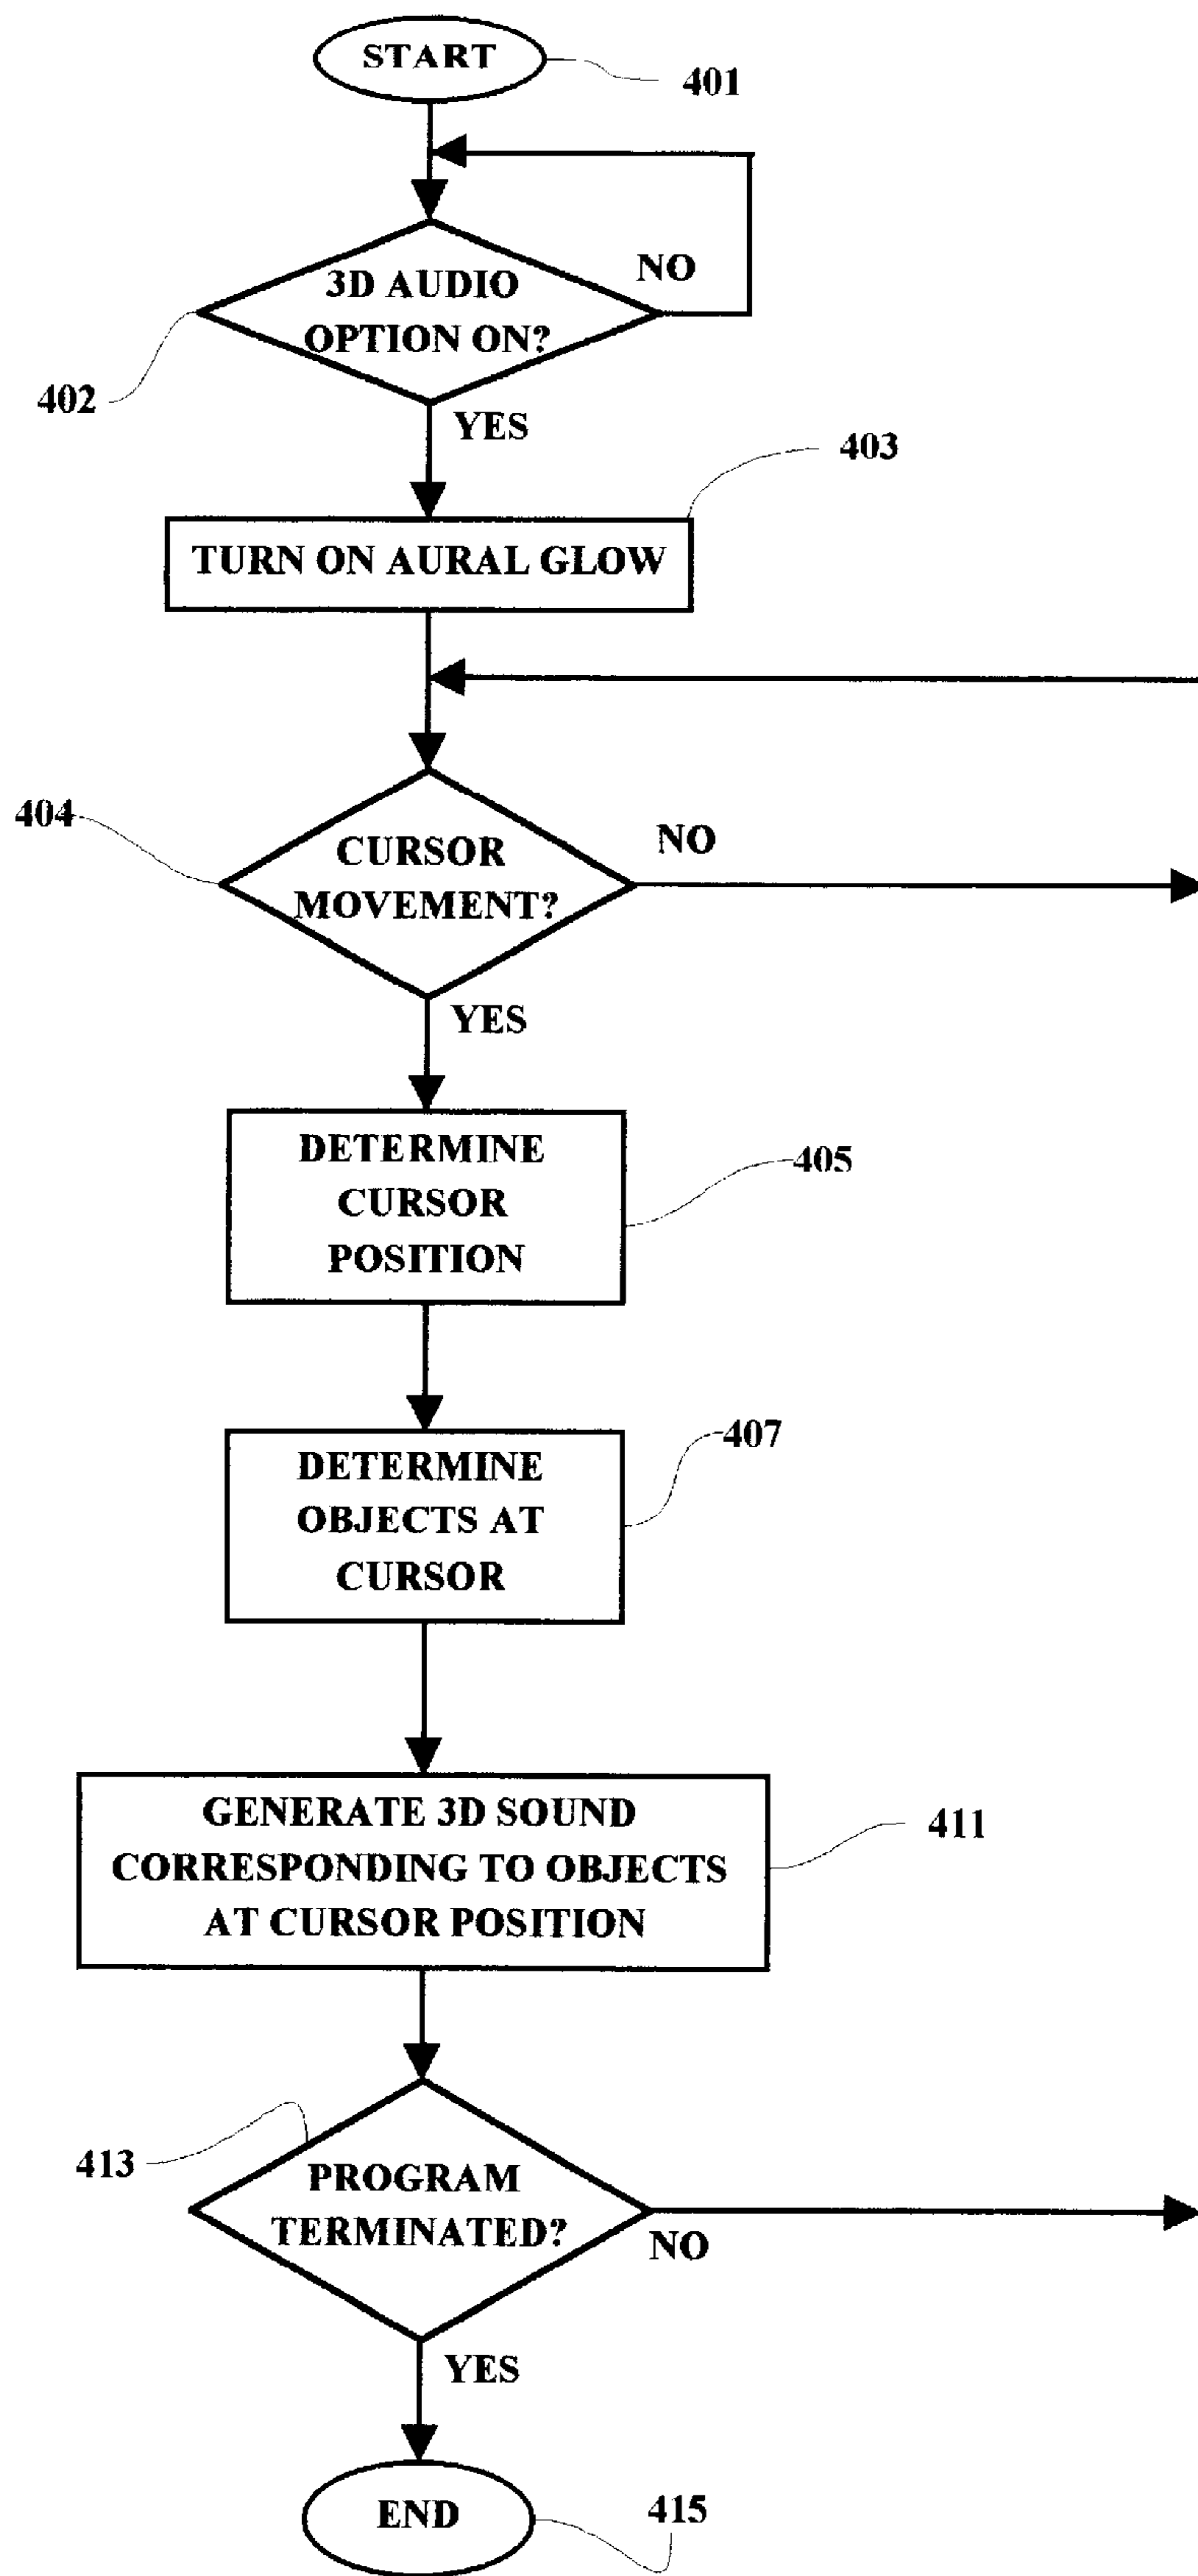 START
401
3D AUDIO
OPTION ON?
NO
402
YES
403
TURN ON AURAL GLOW
404
CURSOR
MOVEMENT?
NO
YES
DETERMINE
CURSOR
POSITION
405
DETERMINE
OBJECTS AT
CURSOR
407
GENERATE 3D SOUND
CORRESPONDING TO OBJECTS
AT CURSOR POSITION
411
413
PROGRAM
TERMINATED?
NO
YES
END
415